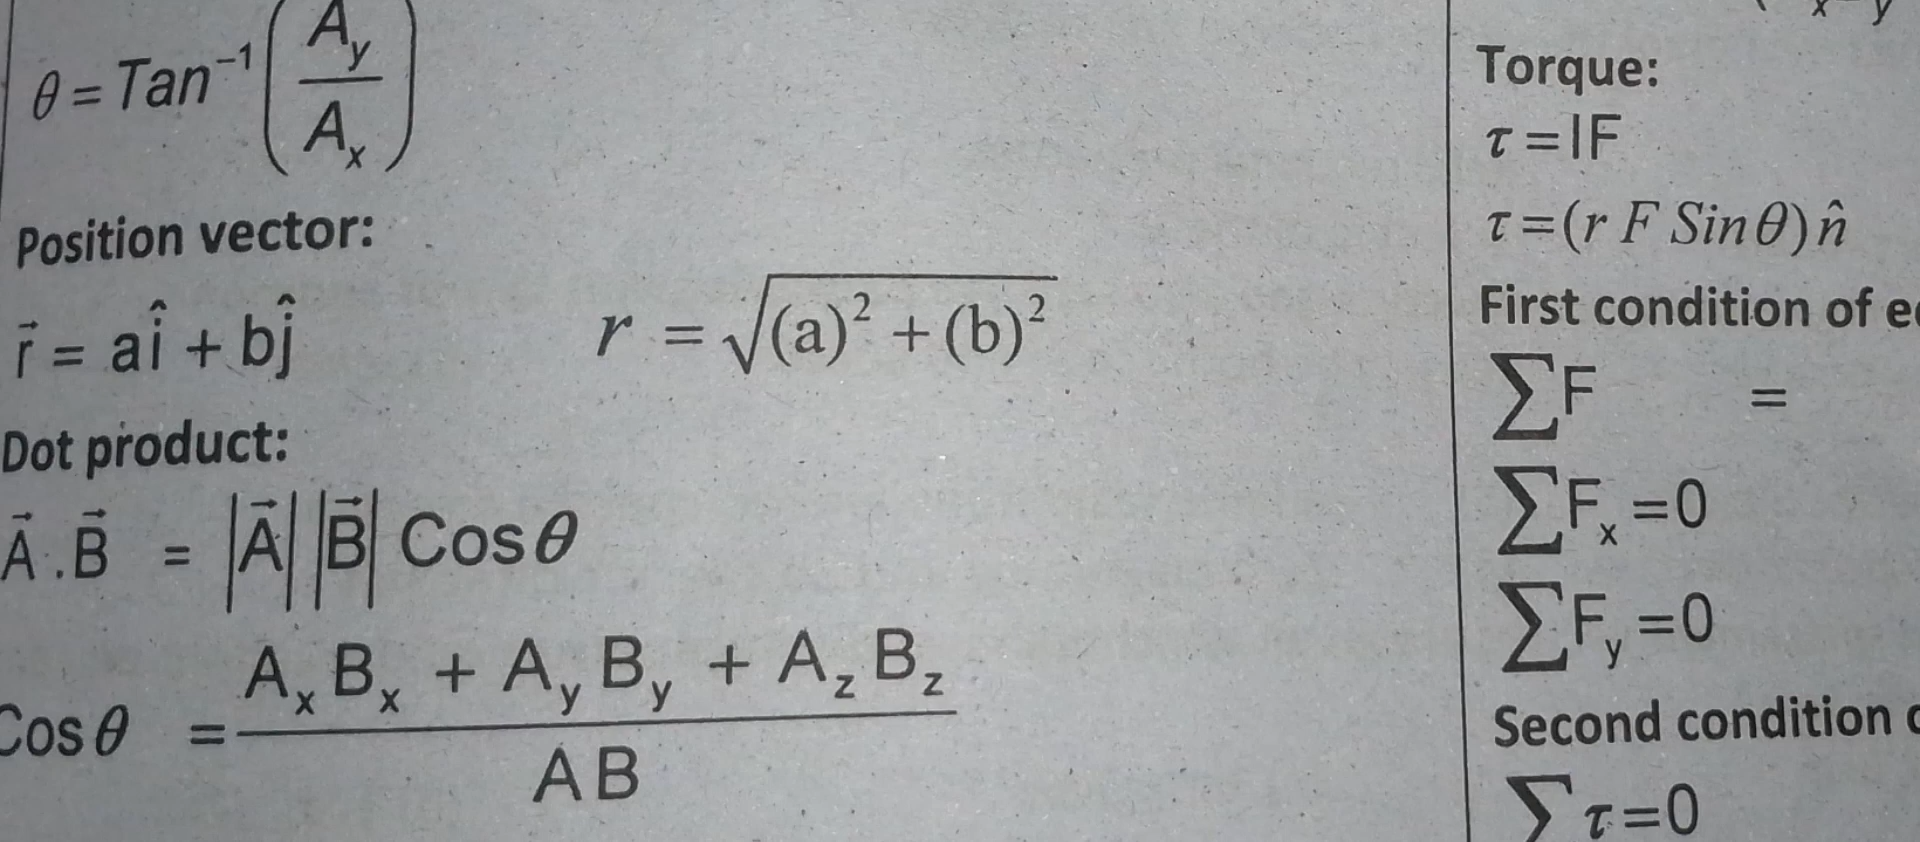 θ = Tan⁻¹ (A_y / A_x)
Position vector:
r⃗ = aî + bĵ
r = √((a)² + (b)²)
Dot product:
A⃗ . B⃗ = |A⃗| |B⃗| Cosθ
Cosθ = (A_x B_x + A_y B_y + A_z B_z) / AB
x y
Torque:
τ = lF
τ = (r F Sinθ) n̂
First condition of
∑F =
∑F_x = 0
∑F_y = 0
Second condition
∑τ = 0